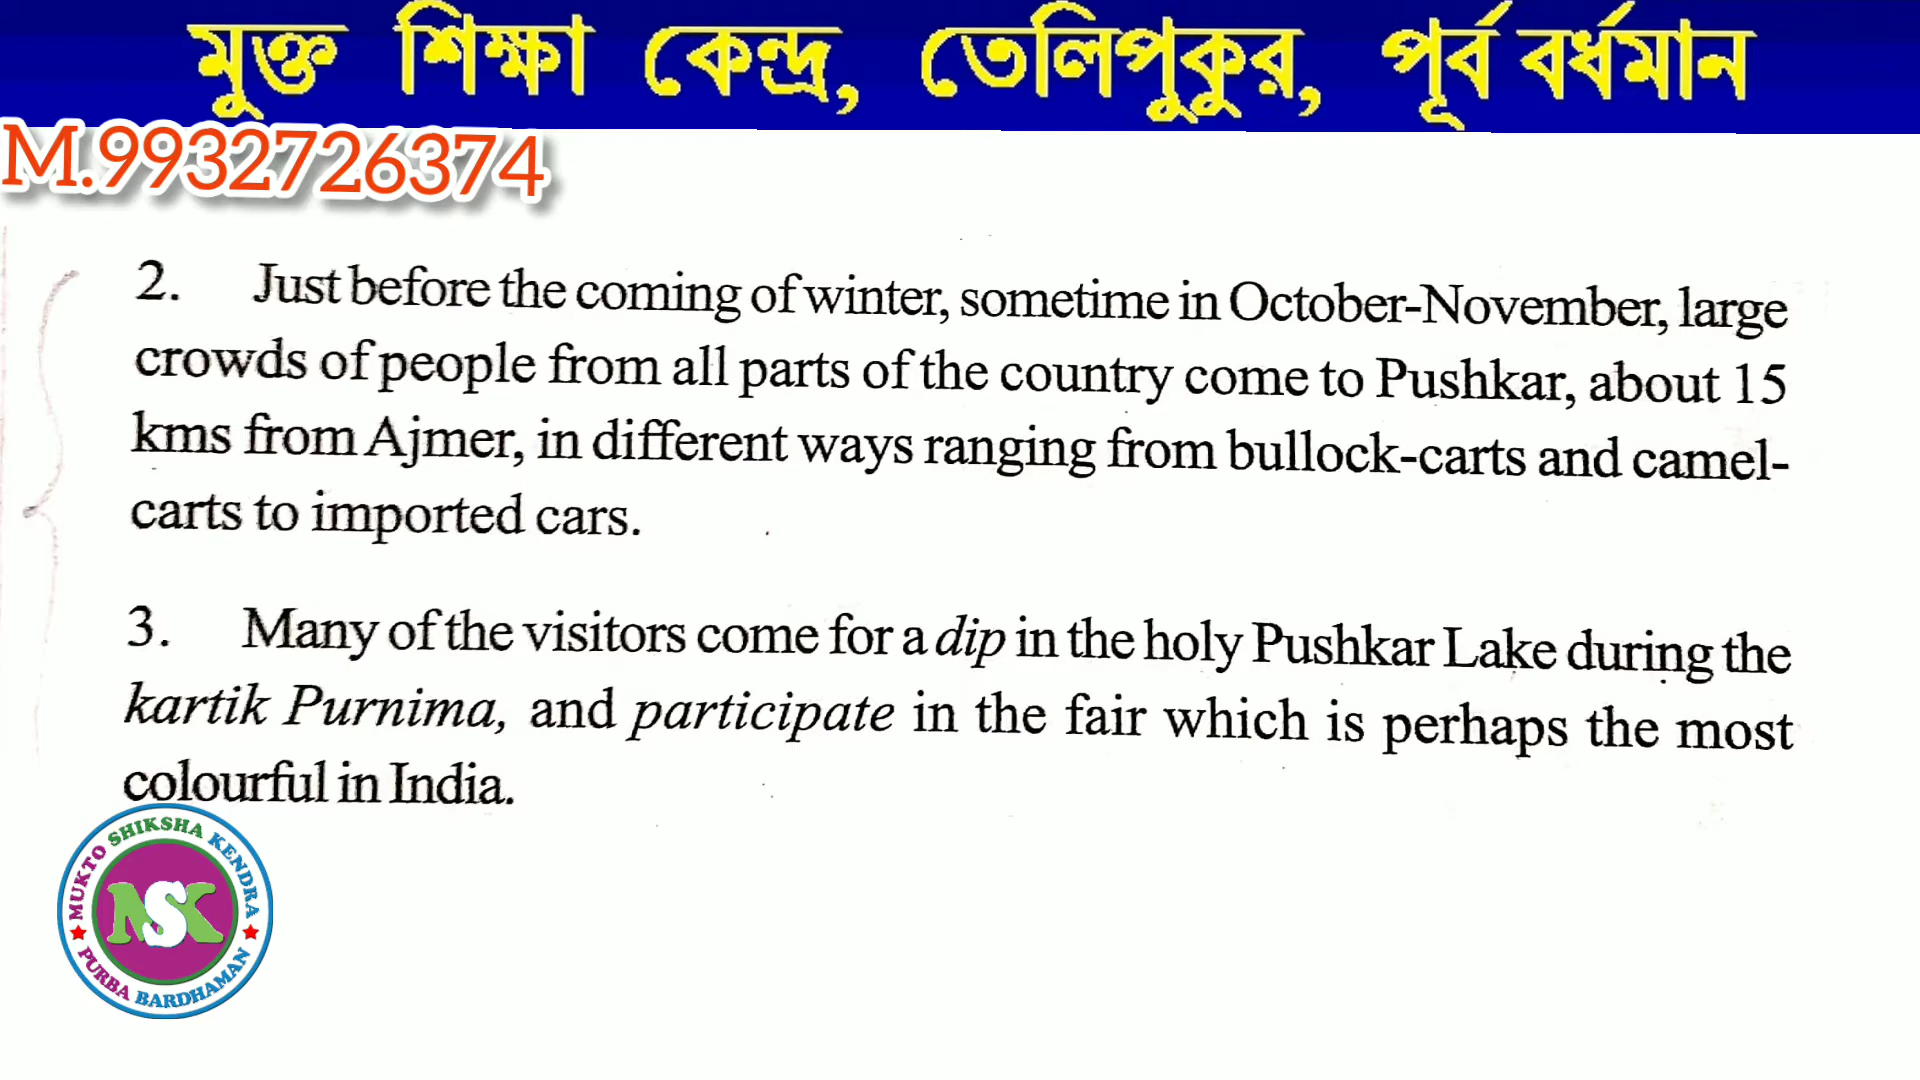 মুক্ত শিক্ষা কেন্দ্র, তেলিপুকুর, পূর্ব বর্ধমান
M.9932726374
2. Just before the coming of winter, sometime in October-November, large
crowds of people from all parts of the country come to Pushkar, about 15
kms from Ajmer, in different ways ranging from bullock-carts and camel-
carts to imported cars.
3. Many of the visitors come for a dip in the holy Pushkar Lake during the
kartik Purnima, and participate in the fair which is perhaps the most
colourful in India.
MUKTO SHIKSHA KENDRA
MSK
PURBA BARDHAMAN